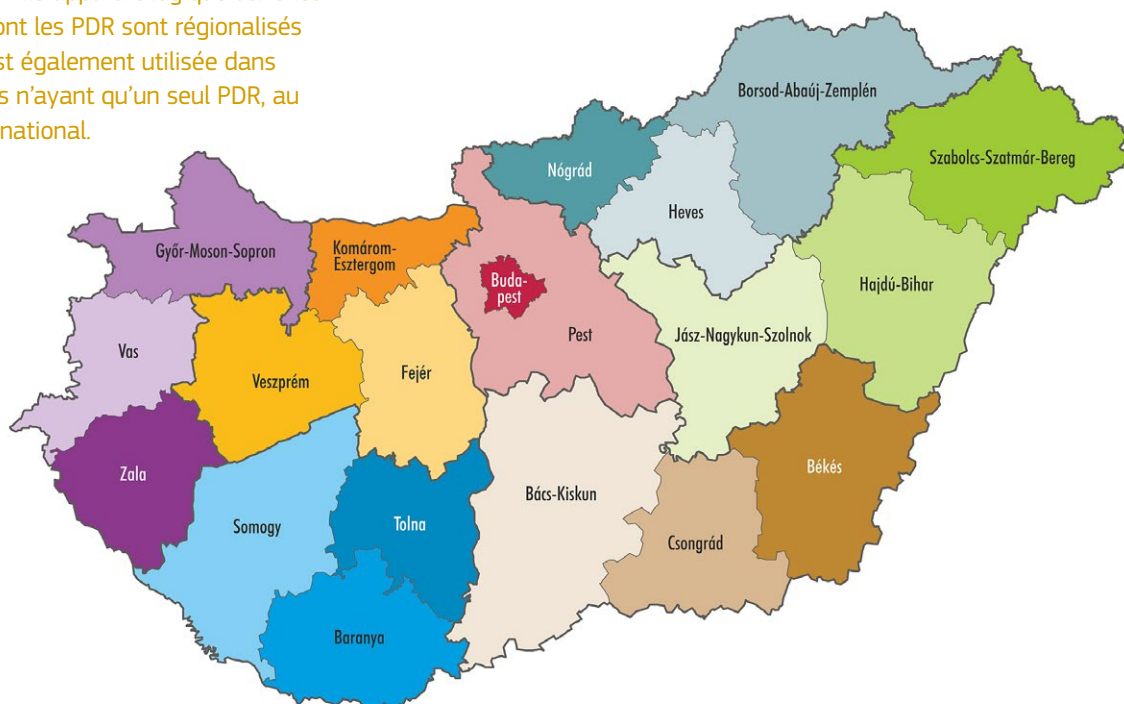 ont les PDR sont régionalisés
également utilisée dans
n'ayant qu'un seul PDR, au
national.
Borsod-Abaúj-Zemplén
Szabolcs-Szatmár-Bereg
Nógrád
Heves
Győr-Moson-Sopron
Komárom-
Esztergom
Buda-
pest
Hajdú-Bihar
Pest
Jász-Nagykun-Szolnok
Vas
Veszprém
Fejér
Zala
Békés
Bács-Kiskun
Somogy
Tolna
Csongrád
Baranya